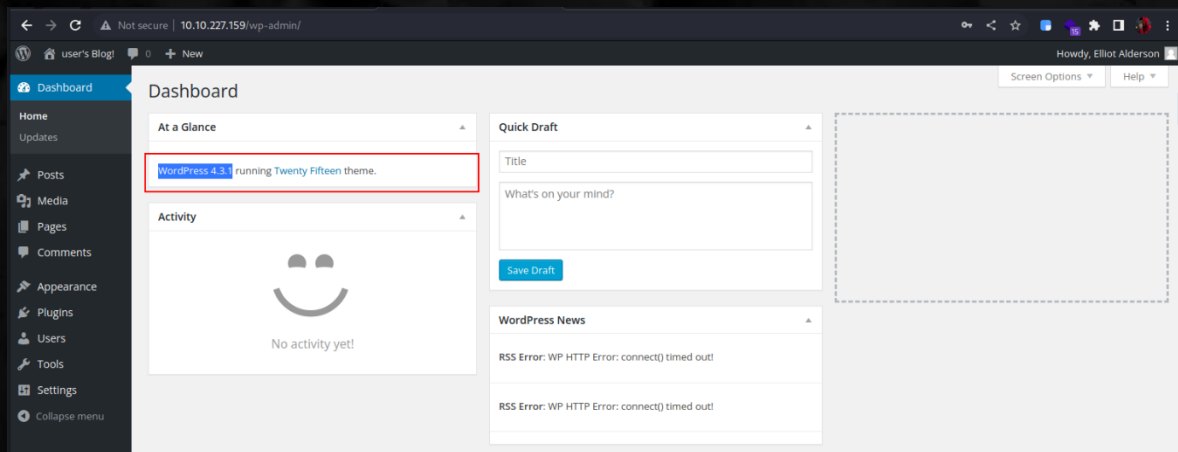 Not secure | 10.10.227.159/wp-admin/
15
user's Blog! 0 + New
Howdy, Elliot Alderson
Screen Options ▼ Help ▼
Dashboard
Home
Updates
Posts
Media
Pages
Comments
Appearance
Plugins
Users
Tools
Settings
Collapse menu
Dashboard
At a Glance
WordPress 4.3.1 running Twenty Fifteen theme.
Activity
No activity yet!
Quick Draft
Title
What's on your mind?
Save Draft
WordPress News
RSS Error: WP HTTP Error: connect() timed out!
RSS Error: WP HTTP Error: connect() timed out!